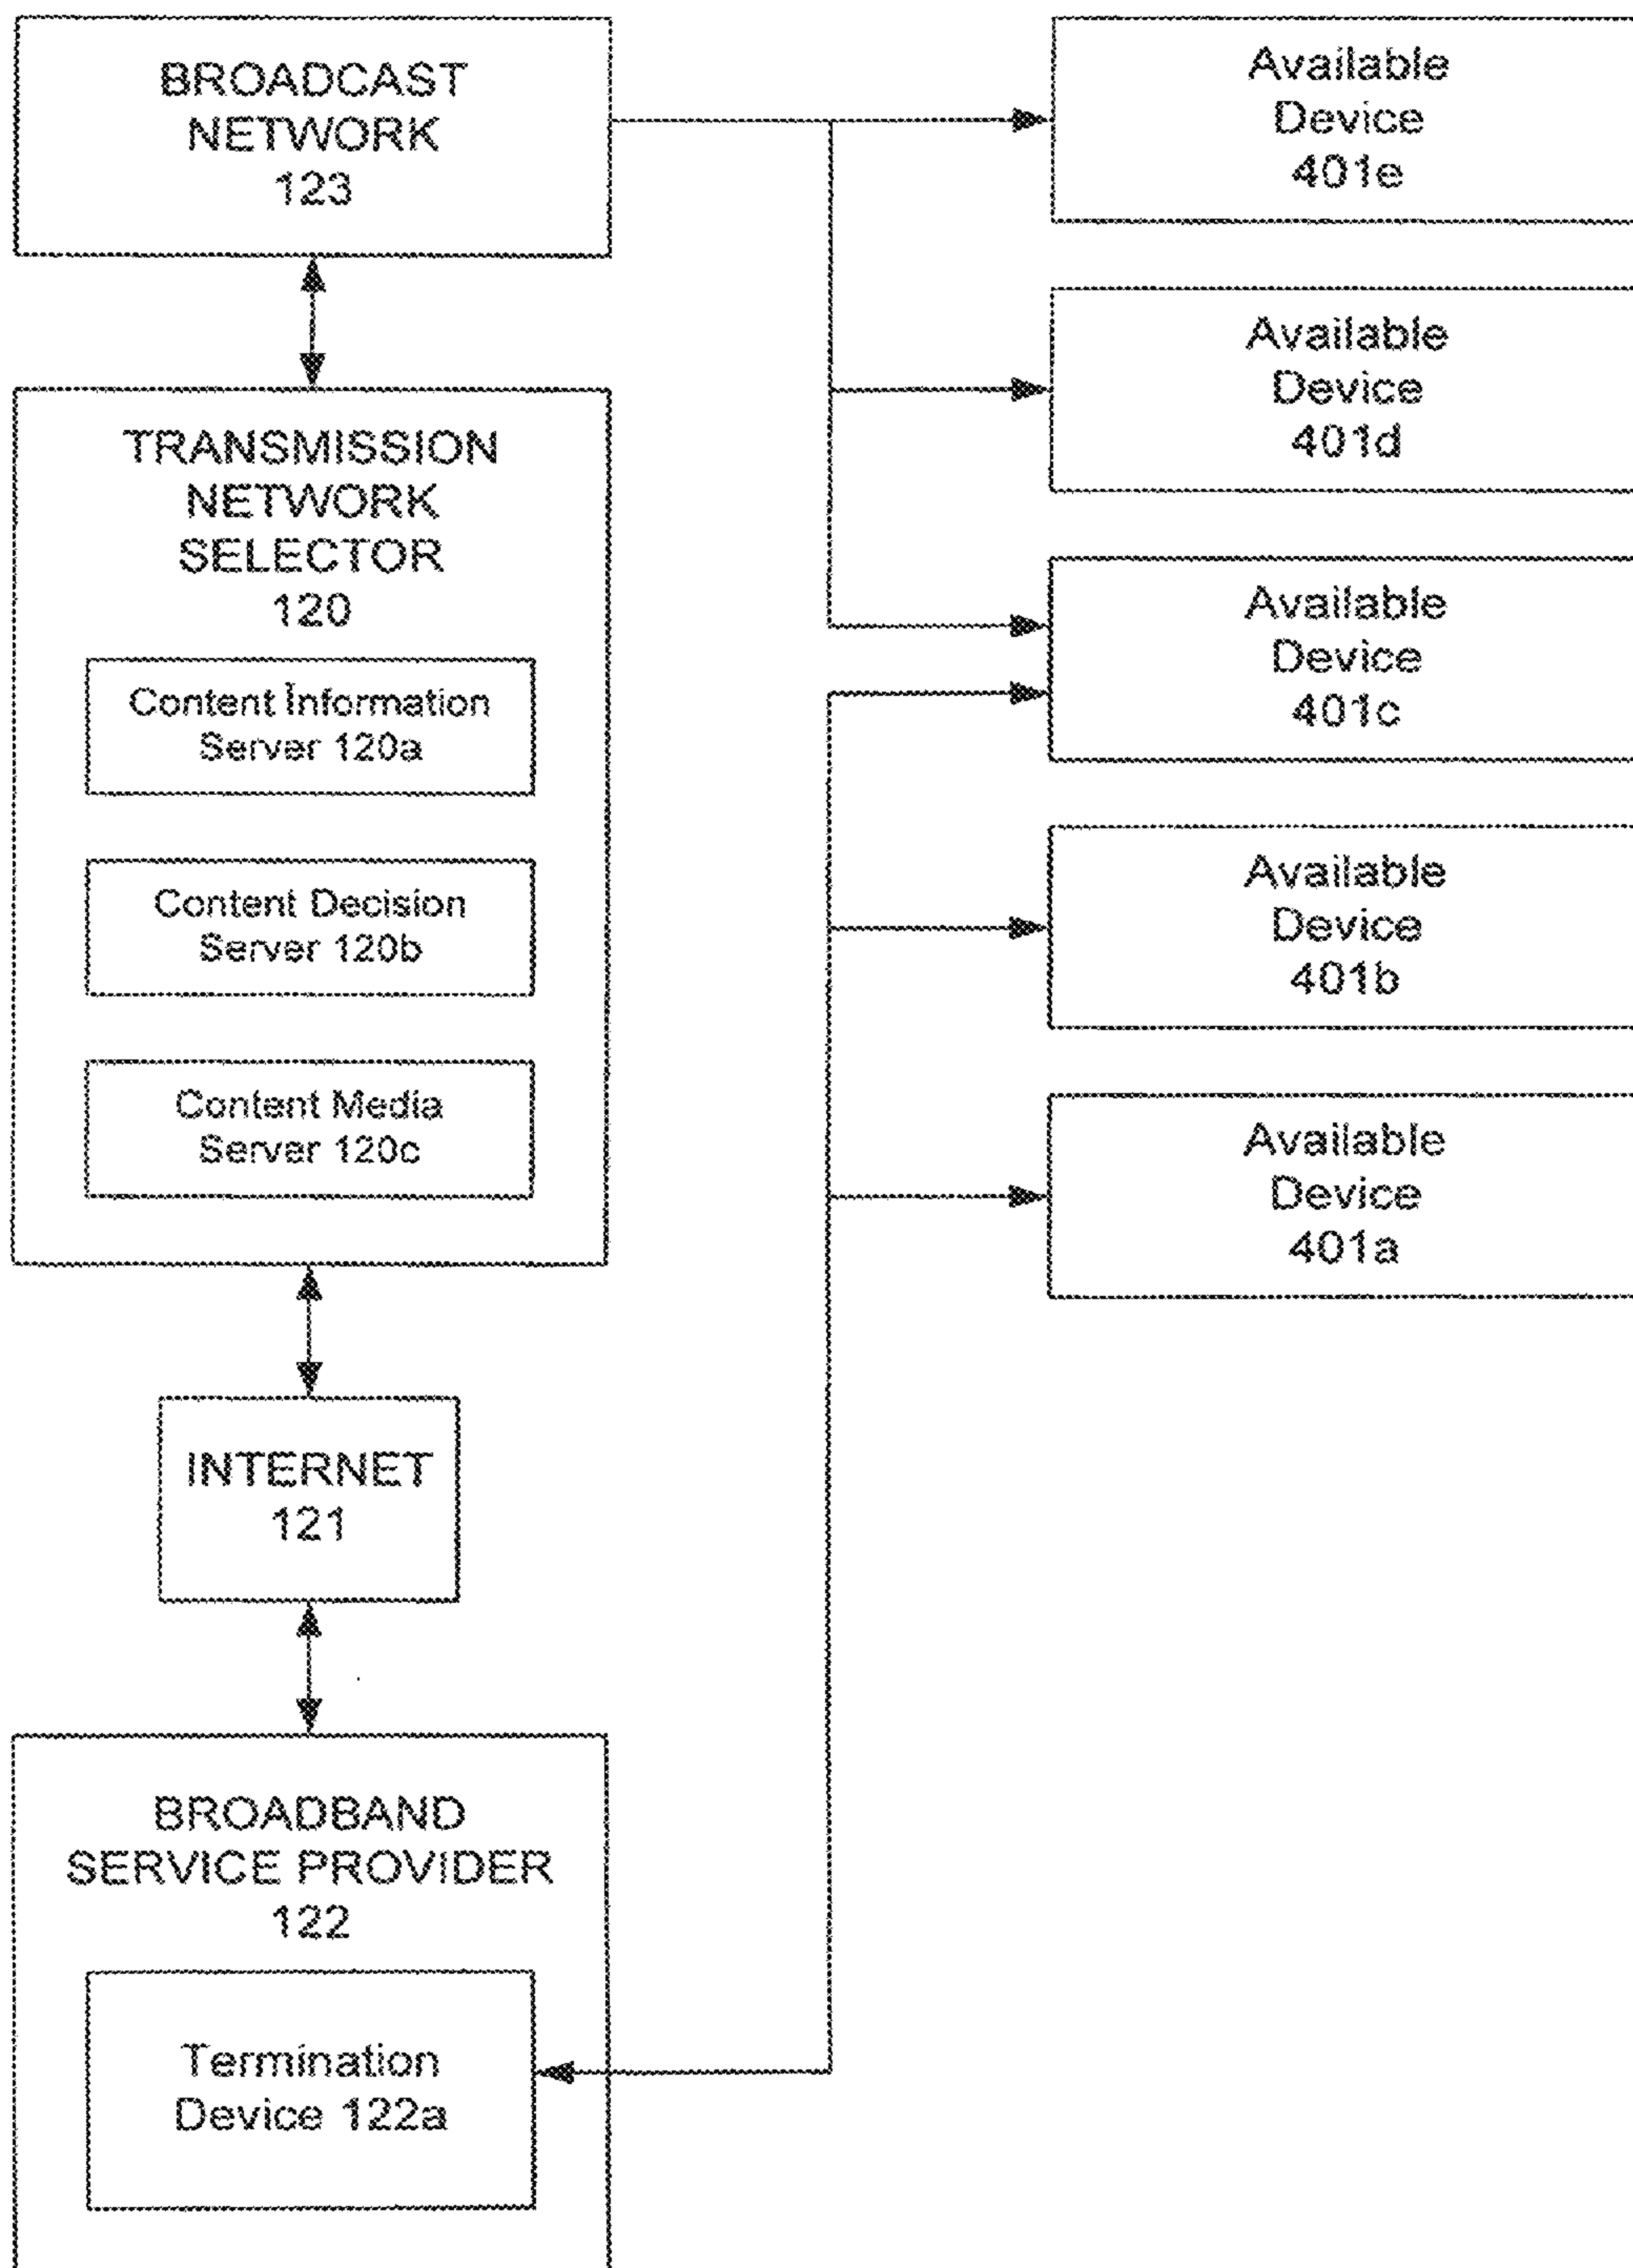 BROADCAST
NETWORK
123
TRANSMISSION
NETWORK
SELECTOR
120
Content Information
Server 120a
Content Decision
Server 120b
Content Media
Server 120c
INTERNET
121
BROADBAND
SERVICE PROVIDER
122
Termination
Device 122a
Available
Device
401e
Available
Device
401d
Available
Device
401c
Available
Device
401b
Available
Device
401a